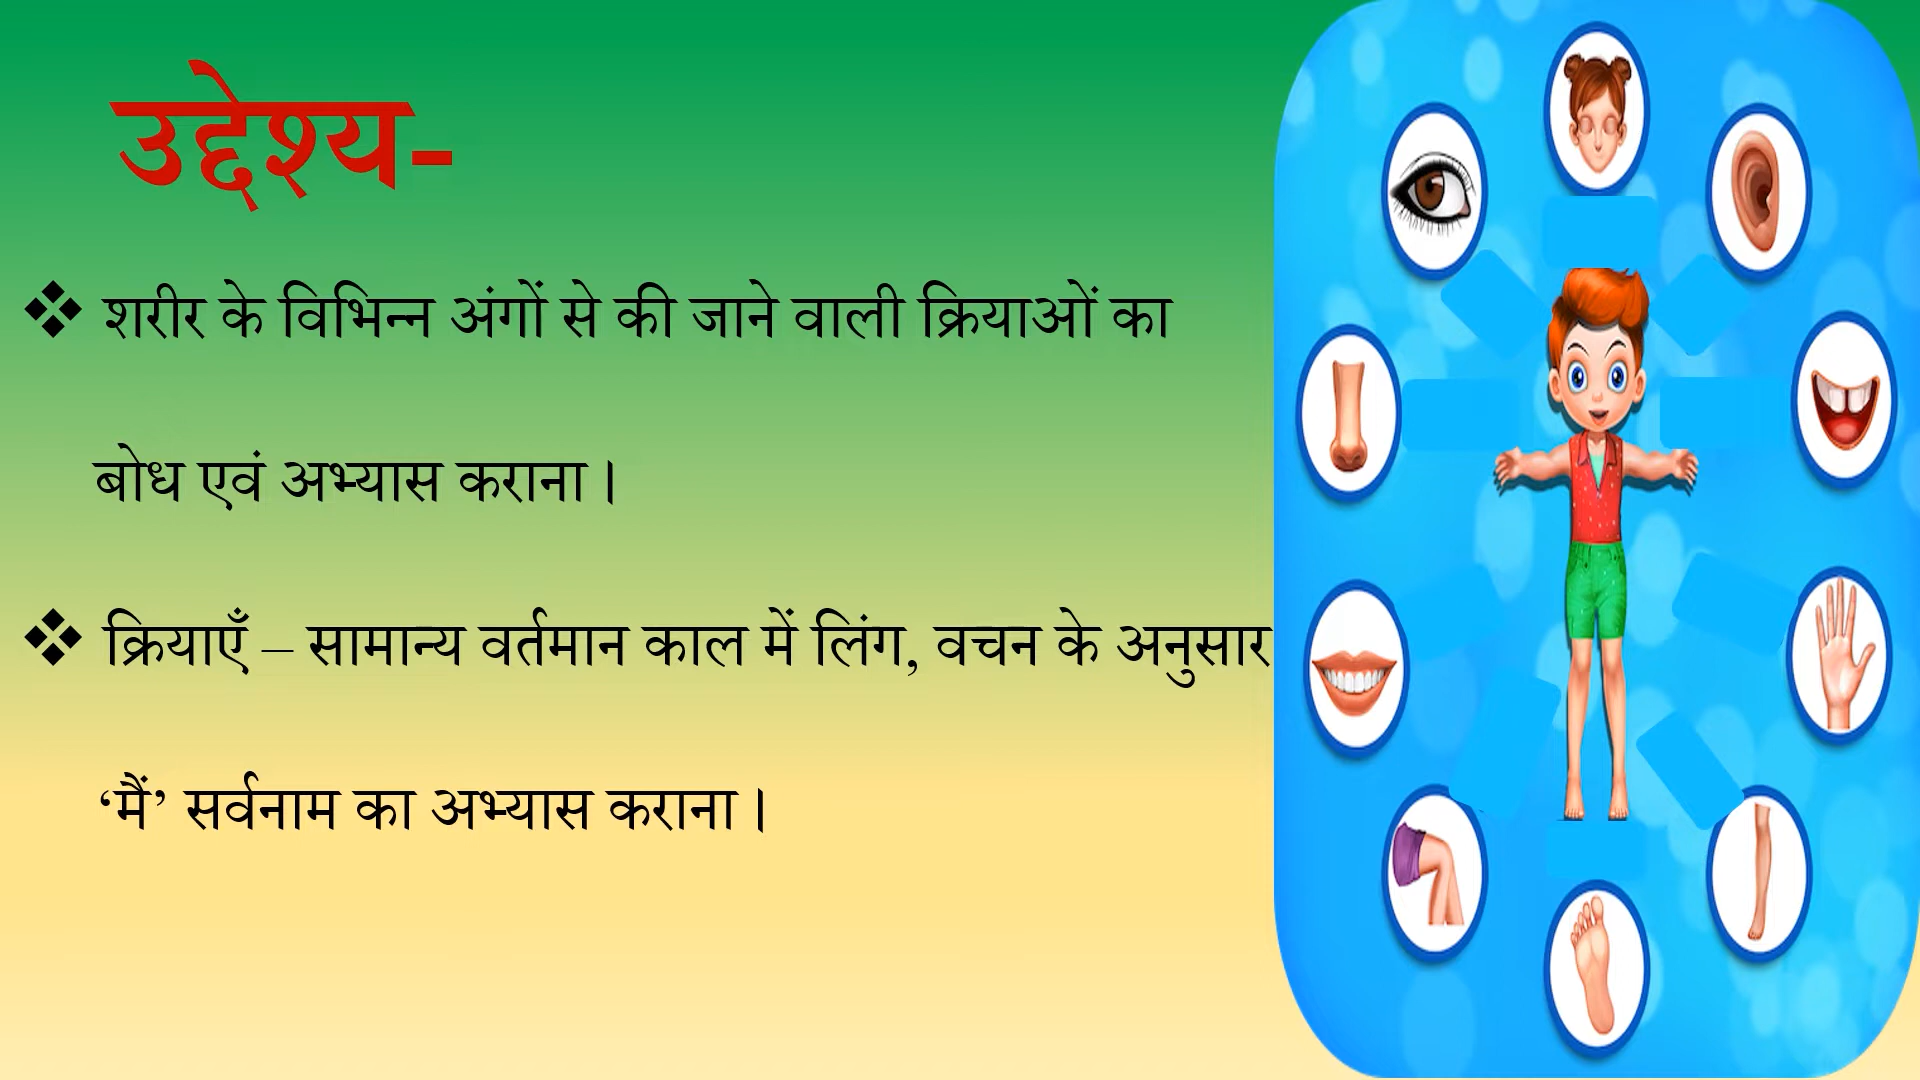 उद्देश्य-
❖ शरीर के विभिन्न अंगों से की जाने वाली क्रियाओं का
बोध एवं अभ्यास कराना।
❖ क्रियाएँ – सामान्य वर्तमान काल में लिंग, वचन के अनुसार
‘मैं’ सर्वनाम का अभ्यास कराना।